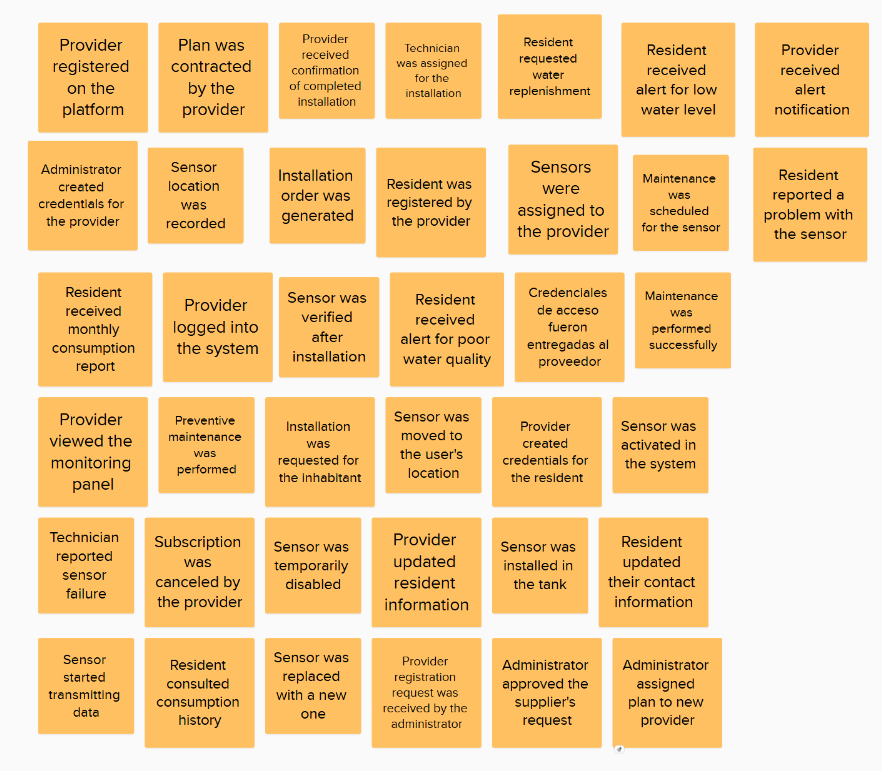 Provider
registered
on the
platform
Plan was
contracted
by the
provider
Provider
received
confirmation
of completed
installation
Technician
was assigned
for the
installation
Resident
requested
water
replenishment
Resident
received
alert for low
water level
Provider
received
alert
notification
Administrator
created
credentials for
the provider
Sensor
location
was
recorded
Installation
order was
generated
Resident was
registered by
the provider
Sensors
were
assigned to
the provider
Maintenance
was
scheduled
for the sensor
Resident
reported a
problem with
the sensor
Resident
received
monthly
consumption
report
Provider
logged into
the system
Sensor was
verified
after
installation
Resident
received
alert for poor
water quality
Credenciales
de acceso
fueron
entregadas al
proveedor
Maintenance
was
performed
successfully
Provider
viewed the
monitoring
panel
Preventive
maintenance
was
performed
Installation
was
requested for
the inhabitant
Sensor was
moved to
the user's
location
Provider
created
credentials for
the resident
Sensor was
activated in
the system
Technician
reported
sensor
failure
Subscription
was
canceled by
the provider
Sensor was
temporarily
disabled
Provider
updated
resident
information
Sensor was
installed in
the tank
Resident
updated
their contact
information
Sensor
started
transmitting
data
Resident
consulted
consumption
history
Sensor was
replaced
with a new
one
Provider
registration
request was
received by the
administrator
Administrator
approved the
supplier's
request
Administrator
assigned
plan to new
provider